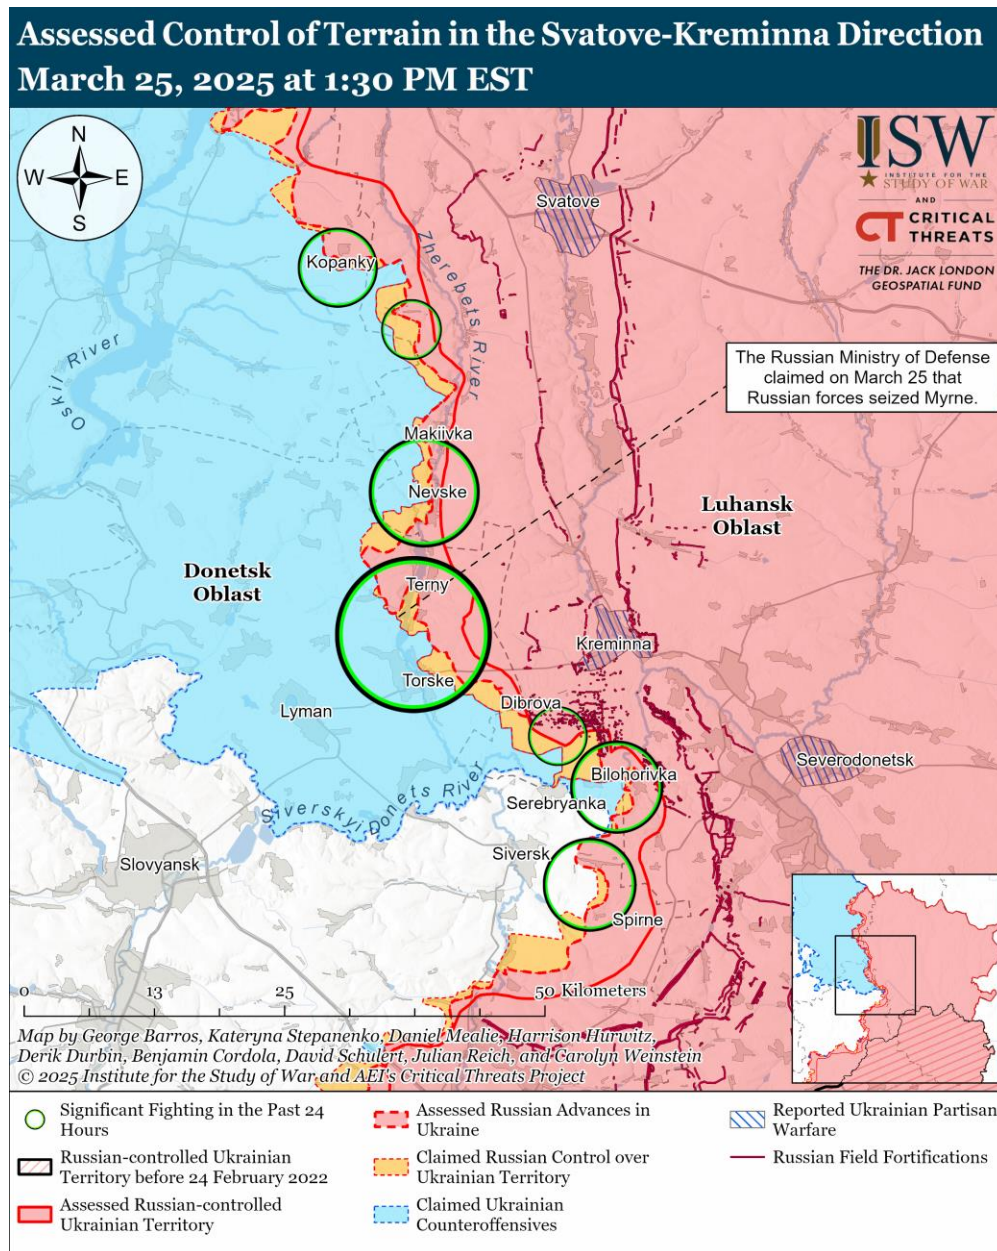 Assessed Control of Terrain in the Svatove-Kreminna Direction
March 25, 2025 at 1:30 PM EST
N
W
E
S
ISW
INSTITUTE FOR THE
STUDY OF WAR
AND
CT CRITICAL
THREATS
THE DR. JACK LONDON
GEOSPATIAL FUND
Svatove
Kopanky
Zherebets River
Oskil River
The Russian Ministry of Defense
claimed on March 25 that
Russian forces seized Myrne.
Makiivka
Nevske
Luhansk
Oblast
Donetsk
Oblast
Terny
Kreminna
Torske
Lyman
Dibrova
Bilohorivka
Severodonetsk
Serebryanka
Siverskyi Donets River
Siversk
Slovyansk
Spirne
0
13
25
50 Kilometers
Map by George Barros, Kateryna Stepanenko, Daniel Mealie, Harrison Hurwitz,
Derik Durbin, Benjamin Cordola, David Schulert, Julian Reich, and Carolyn Weinstein
© 2025 Institute for the Study of War and AEI's Critical Threats Project
Significant Fighting in the Past 24
Hours
Russian-controlled Ukrainian
Territory before 24 February 2022
Assessed Russian-controlled
Ukrainian Territory
Assessed Russian Advances in
Ukraine
Claimed Russian Control over
Ukrainian Territory
Claimed Ukrainian
Counteroffensives
Reported Ukrainian Partisan
Warfare
Russian Field Fortifications